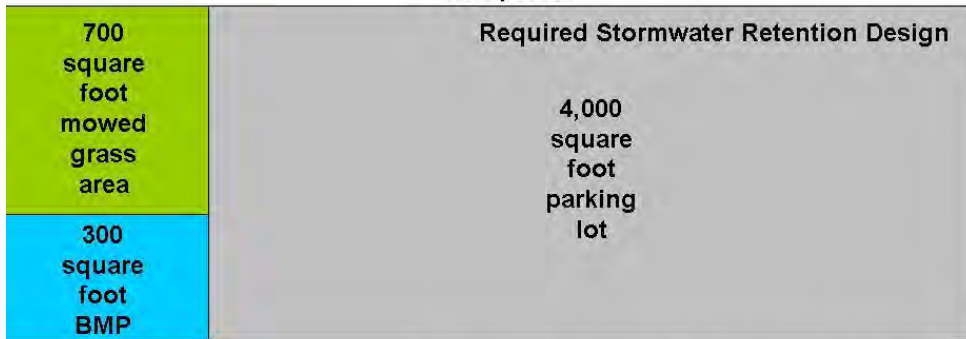 700
square
foot
mowed
grass
area
300
square
foot
BMP
Required Stormwater Retention Design
4,000
square
foot
parking
lot